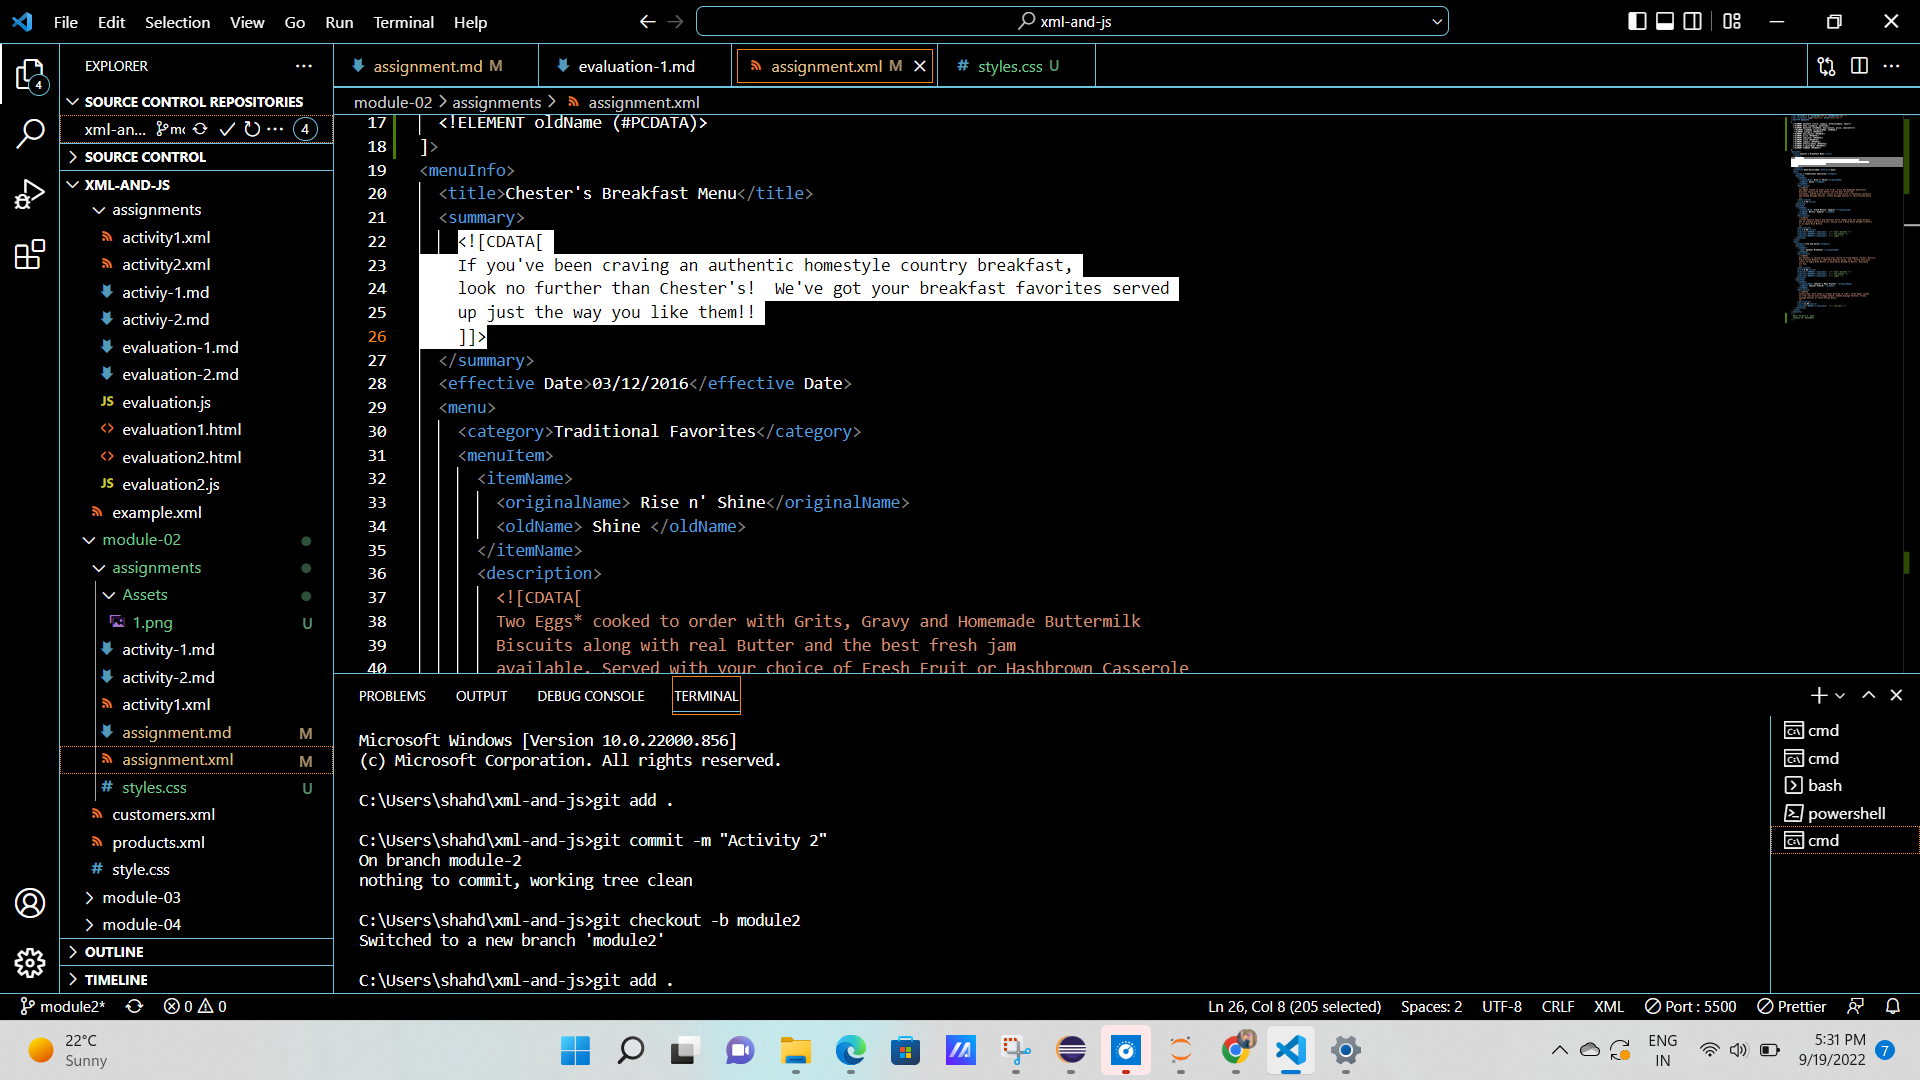 File Edit Selection View Go Run Terminal Help
xml-and-js
EXPLORER
SOURCE CONTROL REPOSITORIES
xml-an...
4
SOURCE CONTROL
XML-AND-JS
assignments
activity1.xml
activity2.xml
activiy-1.md
activiy-2.md
evaluation-1.md
evaluation-2.md
JS evaluation.js
evaluation1.html
evaluation2.html
JS evaluation2.js
example.xml
module-02
assignments
Assets
1.png U
activity-1.md
activity-2.md
activity1.xml
assignment.md M
assignment.xml M
# styles.css U
customers.xml
products.xml
# style.css
module-03
module-04
OUTLINE
TIMELINE
assignment.md M
evaluation-1.md
assignment.xml M
# styles.css U
module-02 > assignments > assignment.xml
17 <!ELEMENT oldName (#PCDATA)>
18 ]>
19 <menuInfo>
20 <title>Chester's Breakfast Menu</title>
21 <summary>
22 <![CDATA[
23 If you've been craving an authentic homestyle country breakfast,
24 look no further than Chester's!  We've got your breakfast favorites served
25 up just the way you like them!!
26 ]]>
27 </summary>
28 <effective Date>03/12/2016</effective Date>
29 <menu>
30 <category>Traditional Favorites</category>
31 <menuItem>
32 <itemName>
33 <originalName> Rise n' Shine</originalName>
34 <oldName> Shine </oldName>
35 </itemName>
36 <description>
37 <![CDATA[
38 Two Eggs* cooked to order with Grits, Gravy and Homemade Buttermilk
39 Biscuits along with real Butter and the best fresh jam
40 available. Served with your choice of Fresh Fruit or Hashbrown Casserole
PROBLEMS OUTPUT DEBUG CONSOLE TERMINAL
Microsoft Windows [Version 10.0.22000.856]
(c) Microsoft Corporation. All rights reserved.
C:\Users\shahd\xml-and-js>git add .
C:\Users\shahd\xml-and-js>git commit -m "Activity 2"
On branch module-2
nothing to commit, working tree clean
C:\Users\shahd\xml-and-js>git checkout -b module2
Switched to a new branch 'module2'
C:\Users\shahd\xml-and-js>git add .
cmd
cmd
bash
powershell
cmd
module2* 0 0
Ln 26, Col 8 (205 selected) Spaces: 2 UTF-8 CRLF XML Port : 5500 Prettier
22°C
Sunny
ENG
IN
5:31 PM
9/19/2022
7